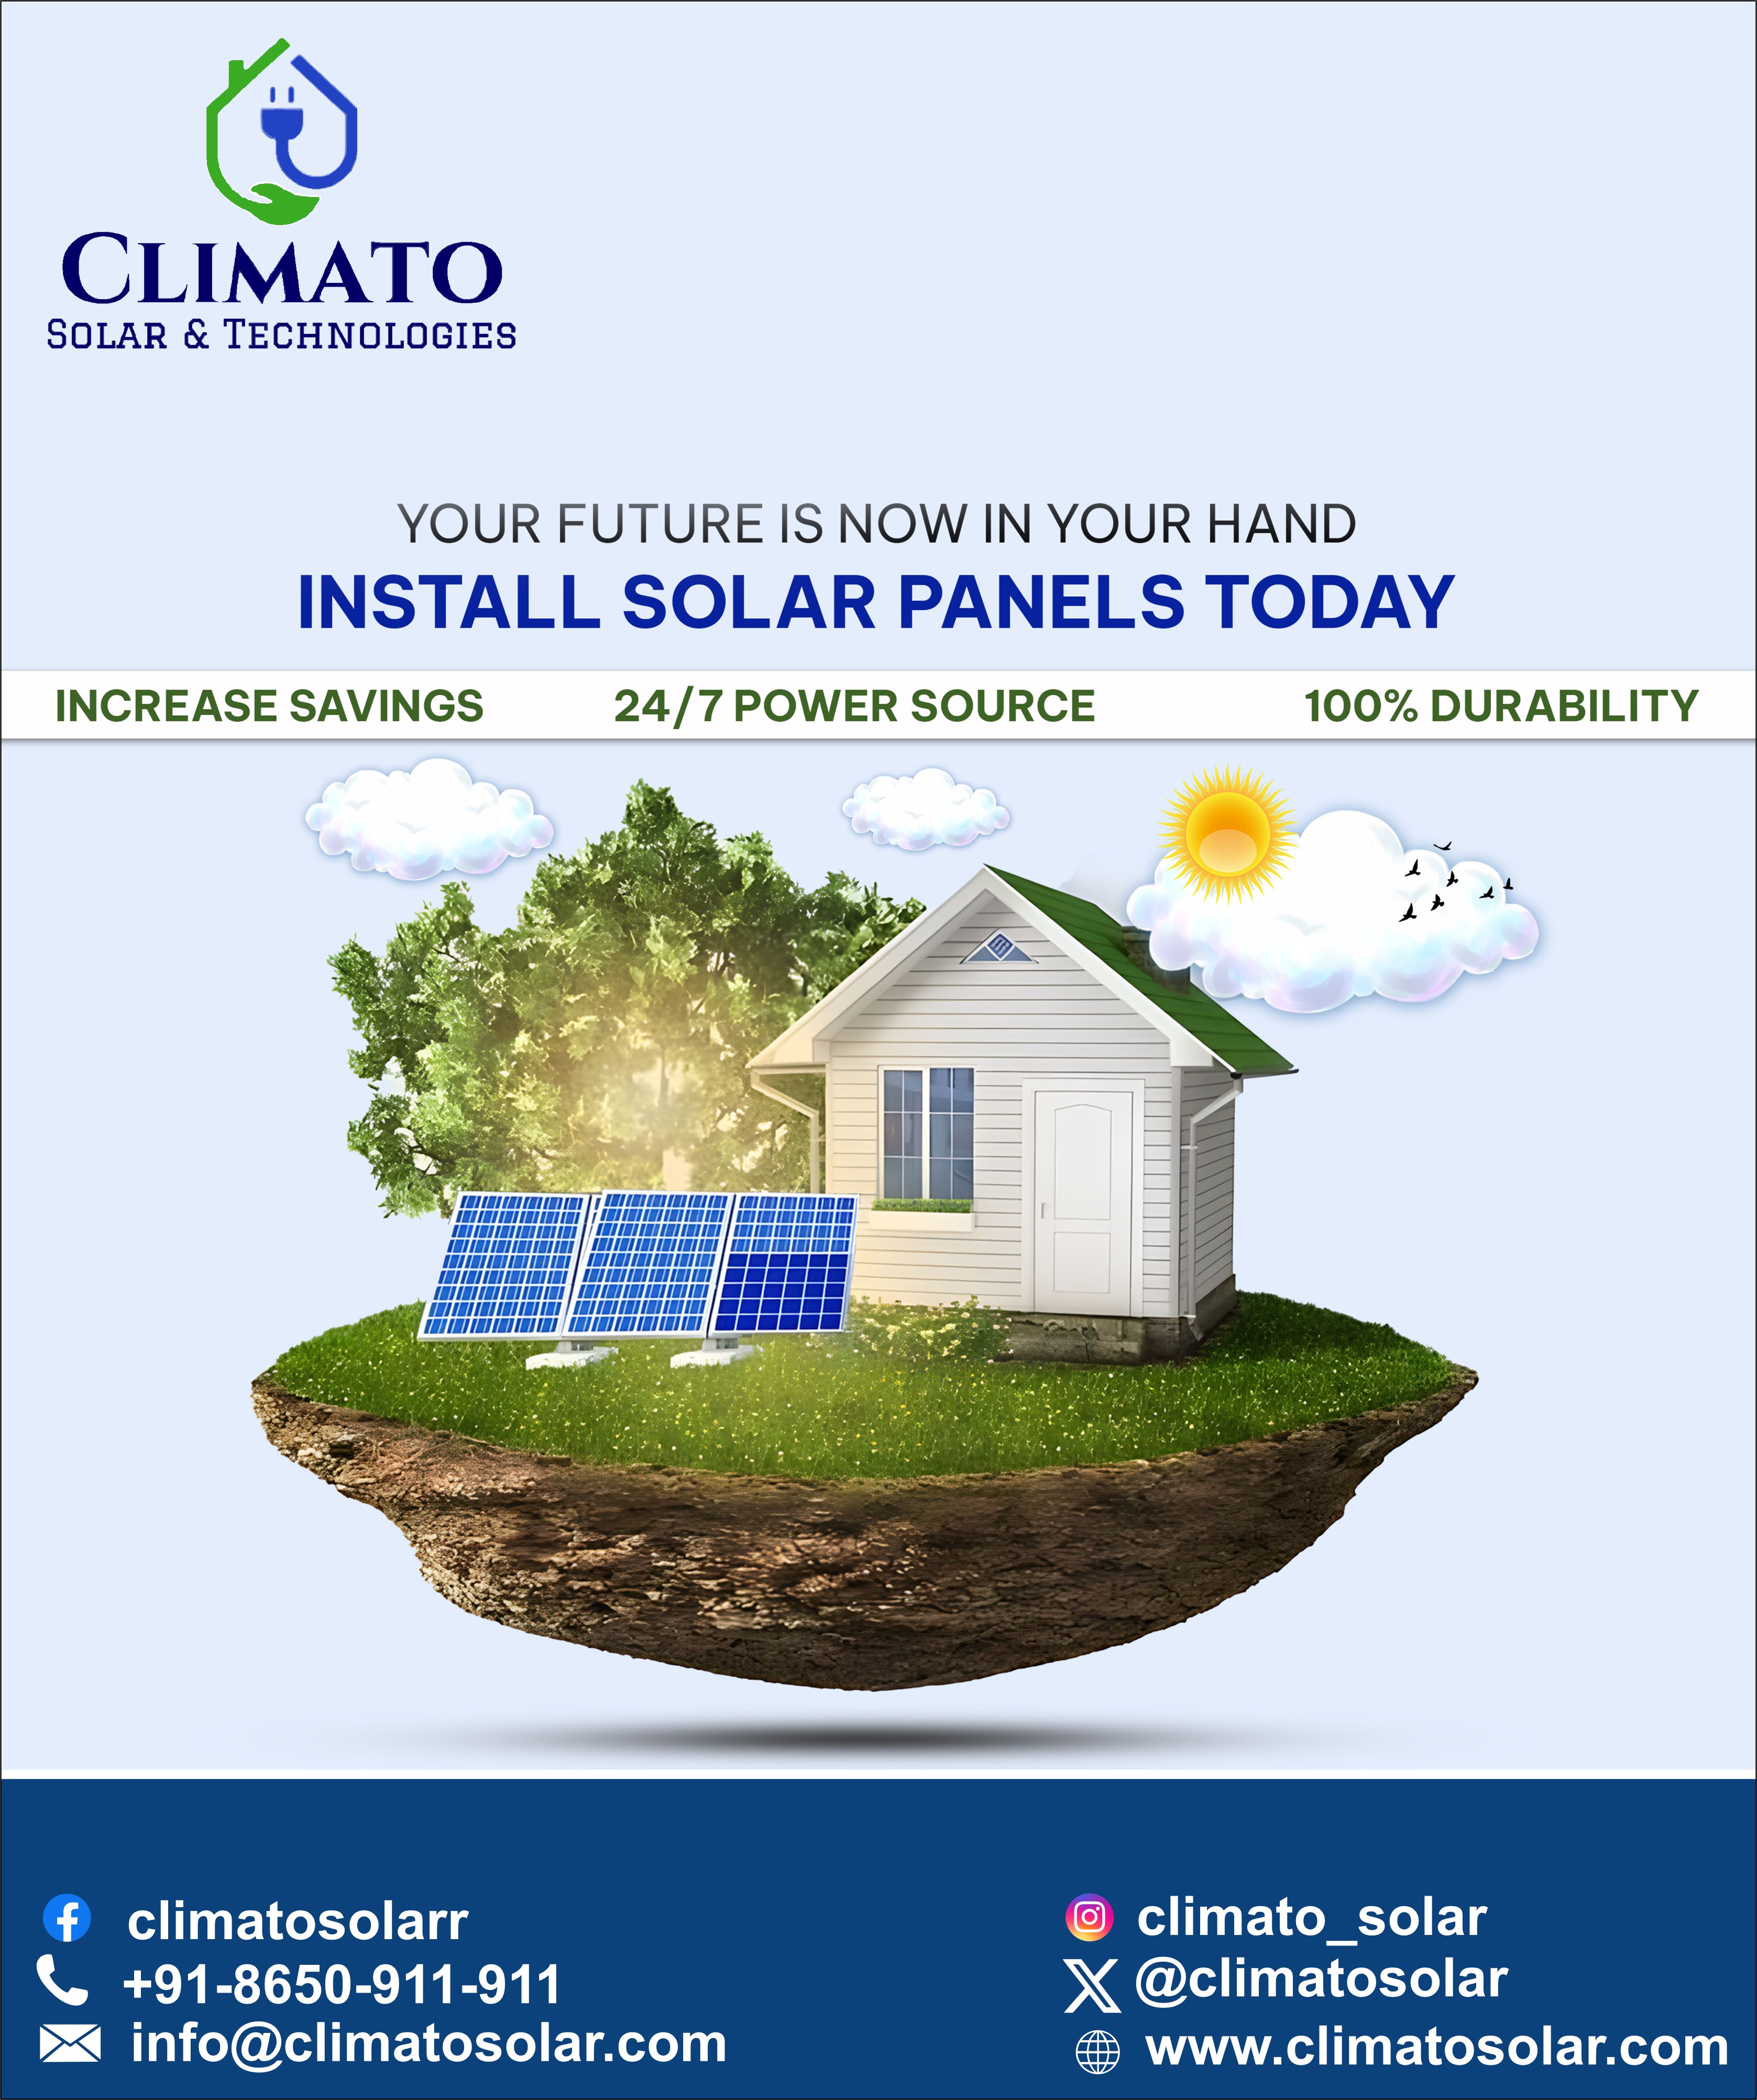 CLIMATO
SOLAR & TECHNOLOGIES
YOUR FUTURE IS NOW IN YOUR HAND
INSTALL SOLAR PANELS TODAY
INCREASE SAVINGS 24/7 POWER SOURCE 100% DURABILITY
climatosolarr
+91-8650-911-911
info@climatosolar.com
climato_solar
@climatosolar
www.climatosolar.com